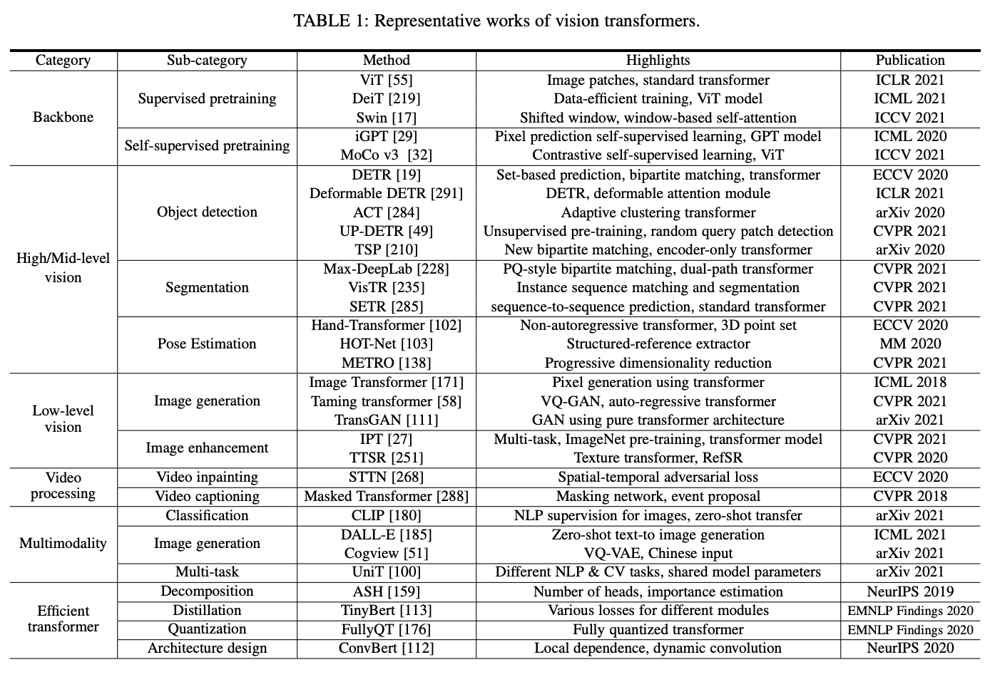 TABLE 1: Representative works of vision transformers.
Category Sub-category Method Highlights Publication
Backbone
Supervised pretraining
ViT [55] Image patches, standard transformer ICLR 2021
DeiT [219] Data-efficient training, ViT model ICML 2021
Swin [17] Shifted window, window-based self-attention ICCV 2021
Self-supervised pretraining
iGPT [29] Pixel prediction self-supervised learning, GPT model ICML 2020
MoCo v3 [32] Contrastive self-supervised learning, ViT ICCV 2021
High/Mid-level
vision
Object detection
DETR [19] Set-based prediction, bipartite matching, transformer ECCV 2020
Deformable DETR [291] DETR, deformable attention module ICLR 2021
ACT [284] Adaptive clustering transformer arXiv 2020
UP-DETR [49] Unsupervised pre-training, random query patch detection CVPR 2021
TSP [210] New bipartite matching, encoder-only transformer arXiv 2020
Segmentation
Max-DeepLab [228] PQ-style bipartite matching, dual-path transformer CVPR 2021
VisTR [235] Instance sequence matching and segmentation CVPR 2021
SETR [285] sequence-to-sequence prediction, standard transformer CVPR 2021
Pose Estimation
Hand-Transformer [102] Non-autoregressive transformer, 3D point set ECCV 2020
HOT-Net [103] Structured-reference extractor MM 2020
METRO [138] Progressive dimensionality reduction CVPR 2021
Low-level
vision
Image generation
Image Transformer [171] Pixel generation using transformer ICML 2018
Taming transformer [58] VQ-GAN, auto-regressive transformer CVPR 2021
TransGAN [111] GAN using pure transformer architecture arXiv 2021
Image enhancement
IPT [27] Multi-task, ImageNet pre-training, transformer model CVPR 2021
TTSR [251] Texture transformer, RefSR CVPR 2020
Video
processing
Video inpainting STTN [268] Spatial-temporal adversarial loss ECCV 2020
Video captioning Masked Transformer [288] Masking network, event proposal CVPR 2018
Multimodality
Classification CLIP [180] NLP supervision for images, zero-shot transfer arXiv 2021
Image generation
DALL-E [185] Zero-shot text-to image generation ICML 2021
Cogview [51] VQ-VAE, Chinese input arXiv 2021
Multi-task UniT [100] Different NLP & CV tasks, shared model parameters arXiv 2021
Efficient
transformer
Decomposition ASH [159] Number of heads, importance estimation NeurIPS 2019
Distillation TinyBert [113] Various losses for different modules EMNLP Findings 2020
Quantization FullyQT [176] Fully quantized transformer EMNLP Findings 2020
Architecture design ConvBert [112] Local dependence, dynamic convolution NeurIPS 2020